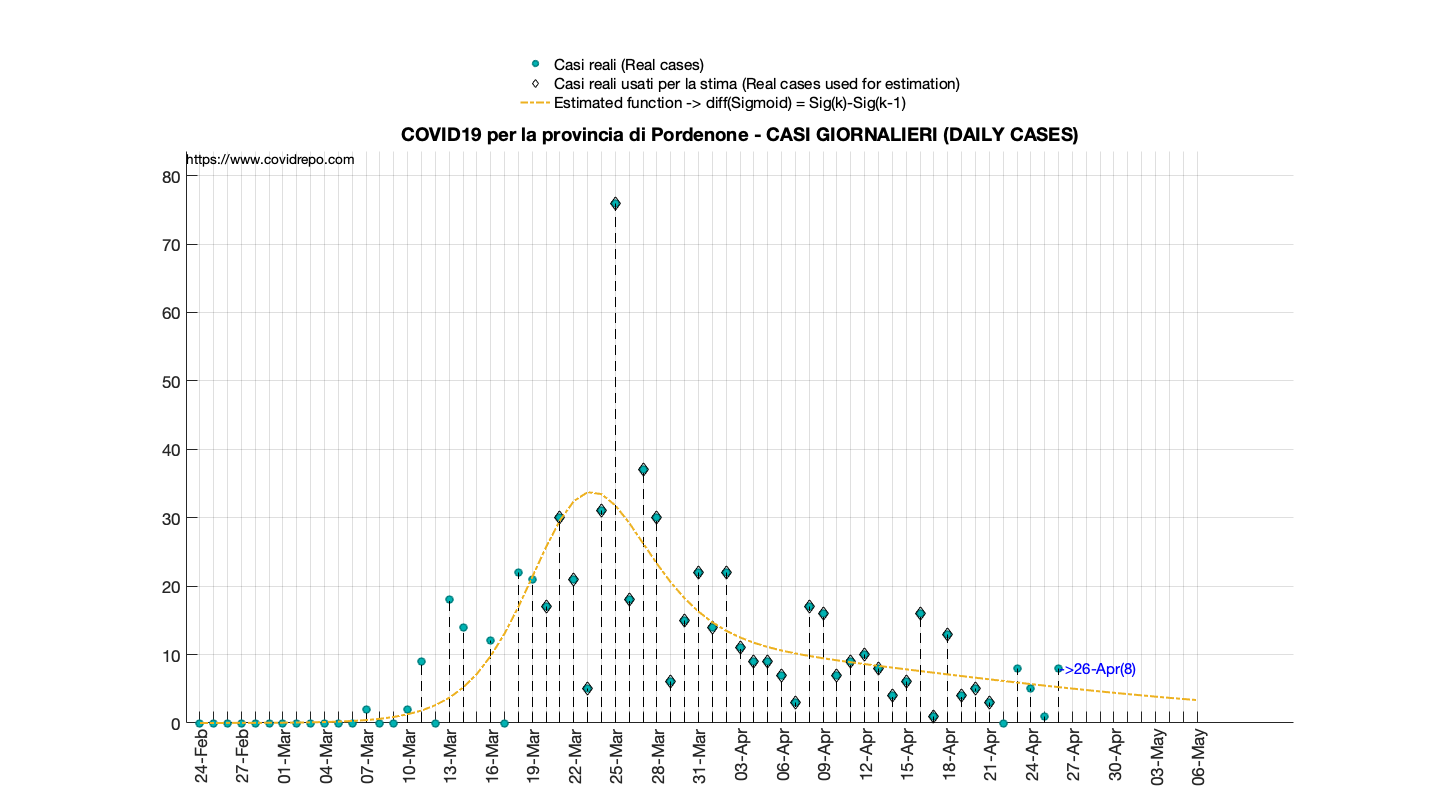 Casi reali (Real cases)
Casi reali usati per la stima (Real cases used for estimation)
Estimated function -> diff(Sigmoid) = Sig(k)-Sig(k-1)
COVID19 per la provincia di Pordenone - CASI GIORNALIERI (DAILY CASES)
https://www.covidrepo.com
80
70
60
50
40
30
20
10
0
->26-Apr(8)
24-Feb
27-Feb
01-Mar
04-Mar
07-Mar
10-Mar
13-Mar
16-Mar
19-Mar
22-Mar
25-Mar
28-Mar
31-Mar
03-Apr
06-Apr
09-Apr
12-Apr
15-Apr
18-Apr
21-Apr
24-Apr
27-Apr
30-Apr
03-May
06-May